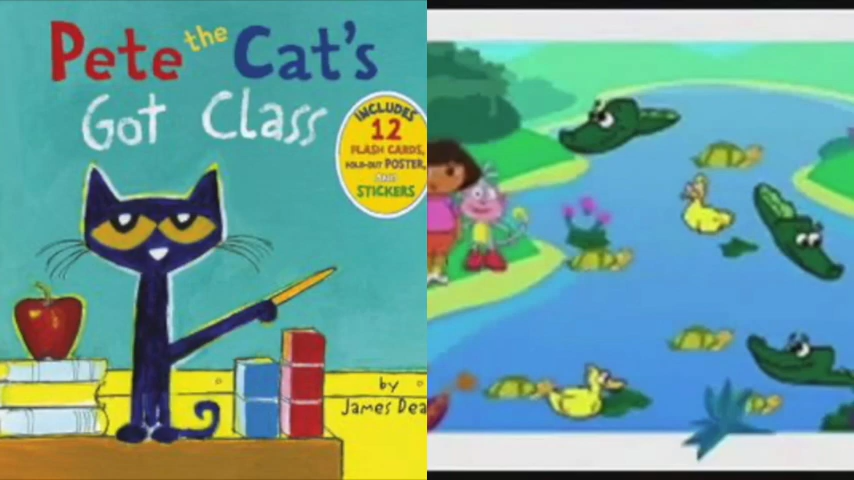 Pete the Cat's
Got Class
INCLUDES
12
FLASH CARDS,
FOLD-OUT POSTER,
AND
STICKERS
by
James Dea